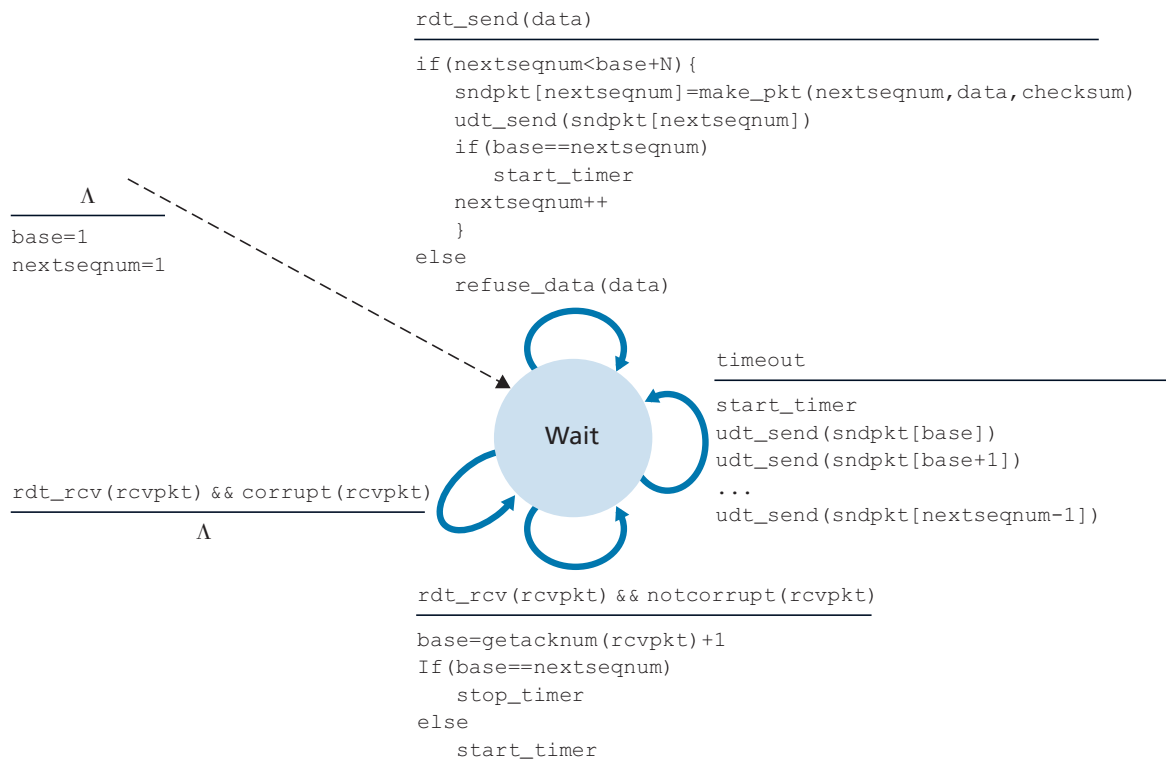 rdt_send(data)
if(nextseqnum<base+N){
sndpkt[nextseqnum]=make_pkt(nextseqnum,data,checksum)
udt_send(sndpkt[nextseqnum])
if(base==nextseqnum)
start_timer
nextseqnum++
}
else
refuse_data(data)
Λ
base=1
nextseqnum=1
Wait
timeout
start_timer
udt_send(sndpkt[base])
udt_send(sndpkt[base+1])
...
udt_send(sndpkt[nextseqnum-1])
rdt_rcv(rcvpkt) && corrupt(rcvpkt)
Λ
rdt_rcv(rcvpkt) && notcorrupt(rcvpkt)
base=getacknum(rcvpkt)+1
If(base==nextseqnum)
stop_timer
else
start_timer